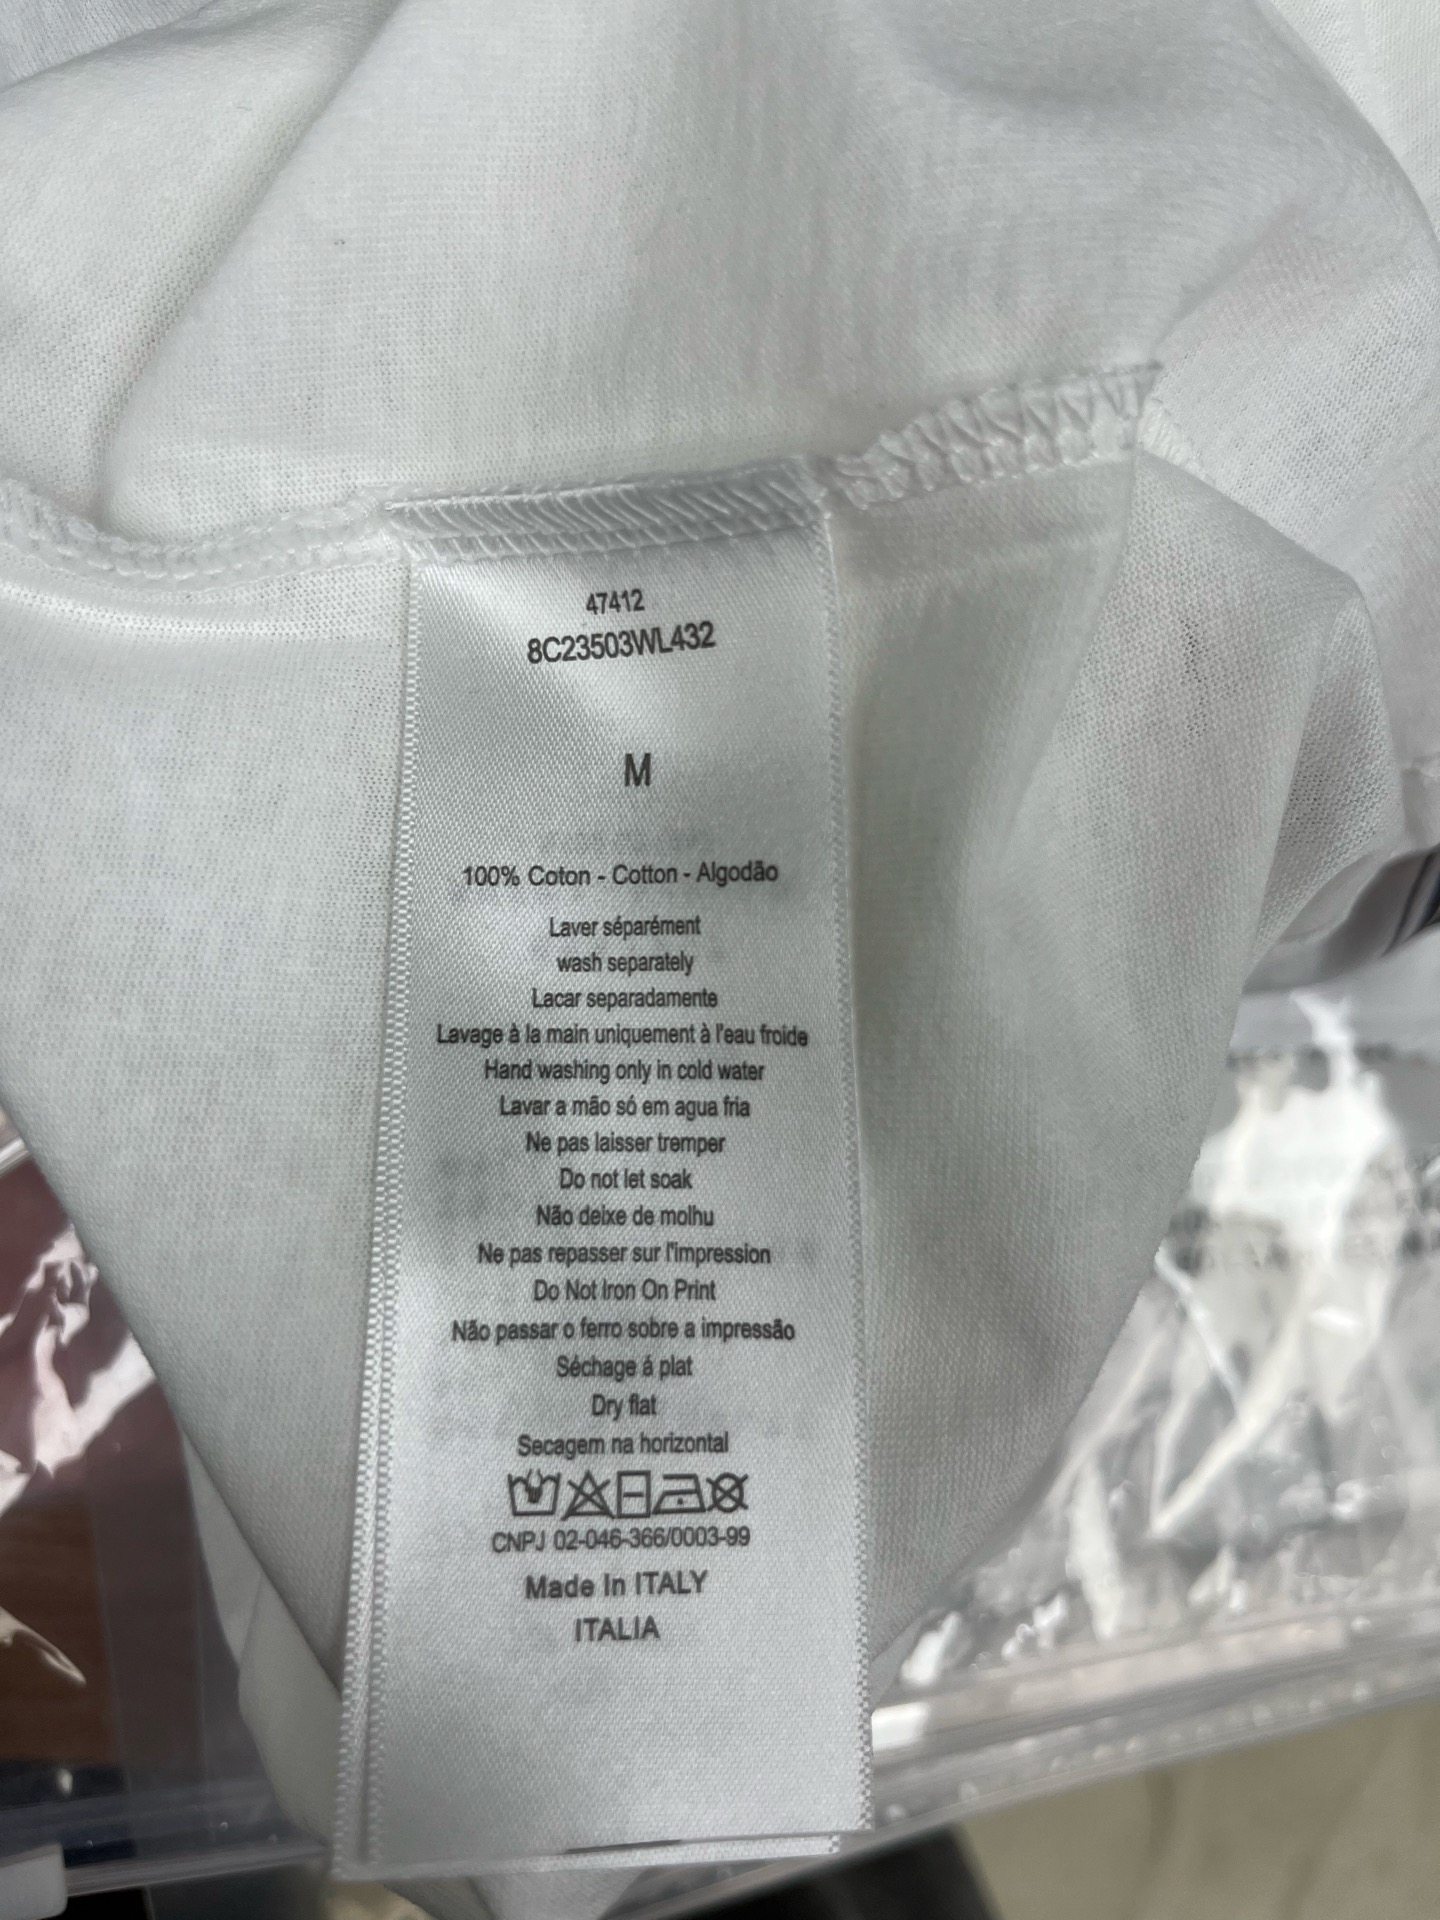 47412
8C23503WL432
M
100% Coton - Cotton - Algodão
Laver séparément
wash separately
Lacar separadamente
Lavage à la main uniquement à l'eau froide
Hand washing only in cold water
Lavar a mão só em agua fria
Ne pas laisser tremper
Do not let soak
Não deixe de molhu
Ne pas repasser sur l'impression
Do Not Iron On Print
Não passar o ferro sobre a impressão
Séchage á plat
Dry flat
Secagem na horizontal
CNPJ 02-046-366/0003-99
Made In ITALY
ITALIA